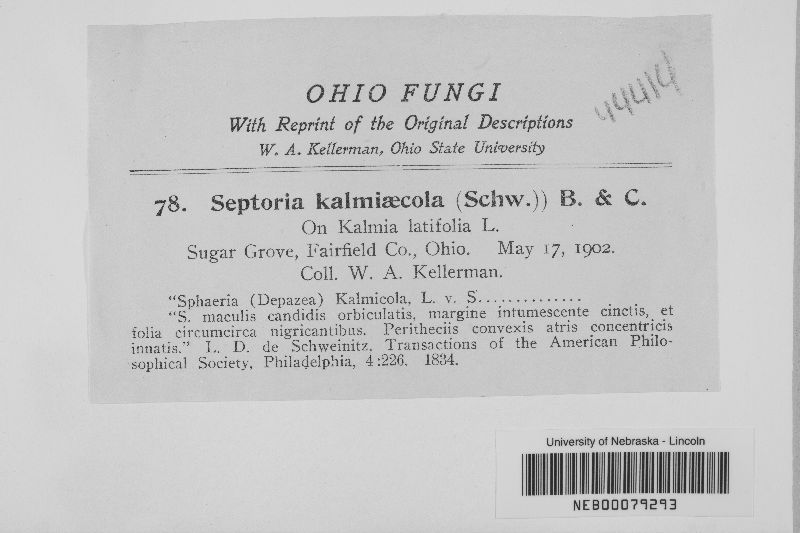 OHIO FUNGI
44414
With Reprint of the Original Descriptions
W. A. Kellerman, Ohio State University
78. Septoria kalmiæcola (Schw.)) B. & C.
On Kalmia latifolia L.
Sugar Grove, Fairfield Co., Ohio. May 17, 1902.
Coll. W. A. Kellerman.
"Sphaeria (Depazea) Kalmicola, L. v. S..............
"S. maculis candidis orbiculatis, margine intumescente cinctis, et
folia circumcirca nigricantibus. Peritheciis convexis atris concentricis
innatis." L. D. de Schweinitz. Transactions of the American Philo-
sophical Society, Philadelphia, 4:226. 1834.
University of Nebraska - Lincoln
NEB00079293